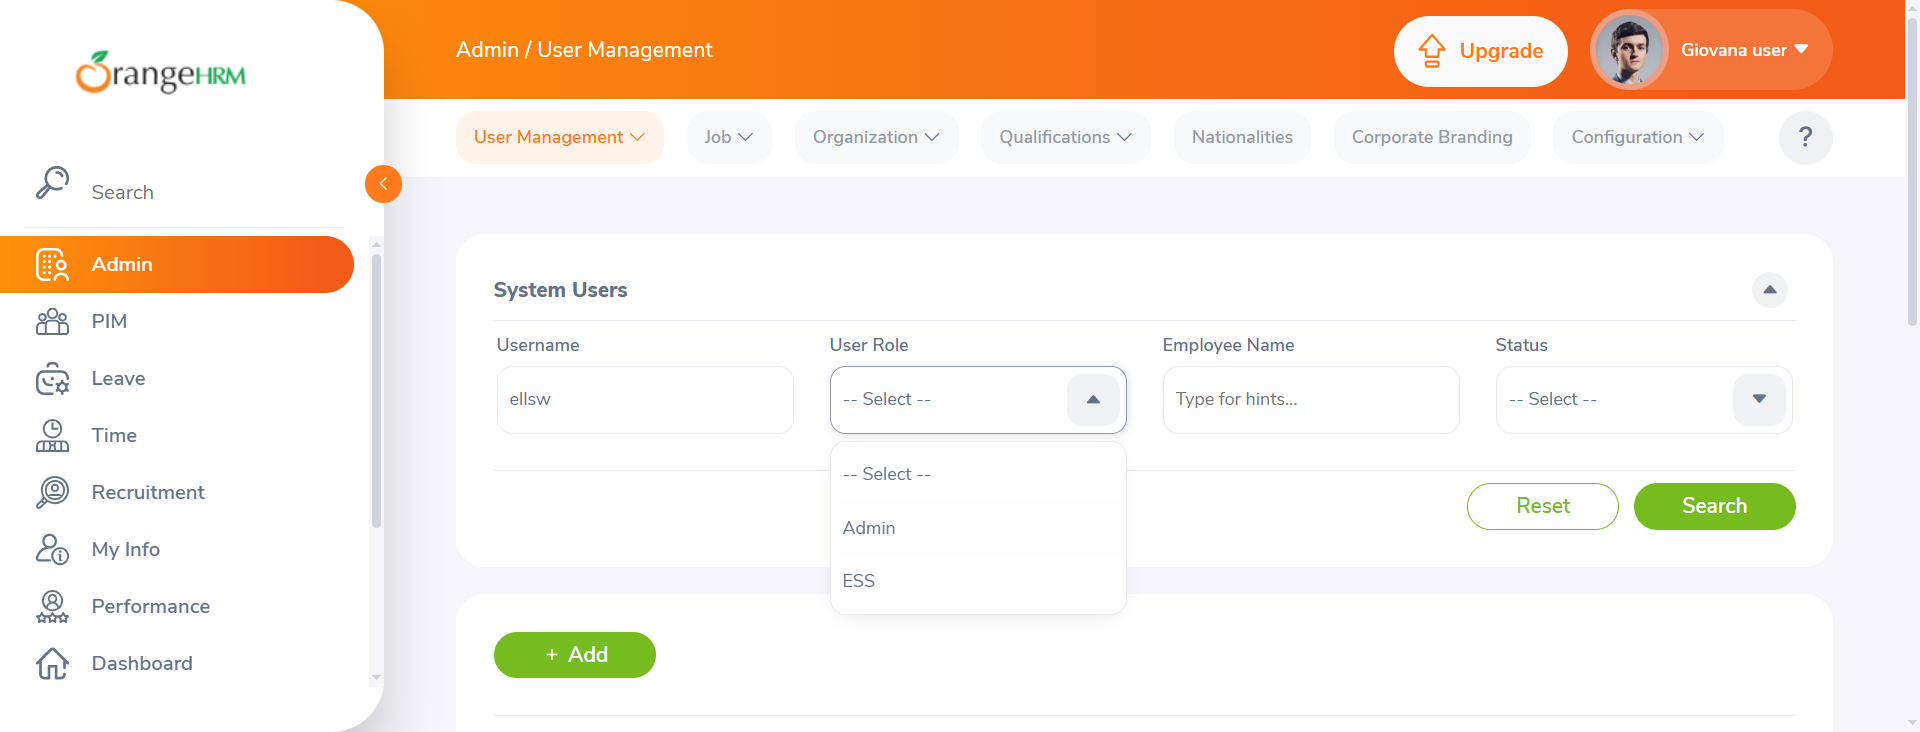 OrangeHRM
Admin / User Management
Upgrade
Giovana user
User Management
Job
Organization
Qualifications
Nationalities
Corporate Branding
Configuration
?
Search
Admin
PIM
Leave
Time
Recruitment
My Info
Performance
Dashboard
System Users
Username
User Role
Employee Name
Status
ellsw
-- Select --
Type for hints...
-- Select --
-- Select --
Admin
ESS
Reset
Search
+ Add